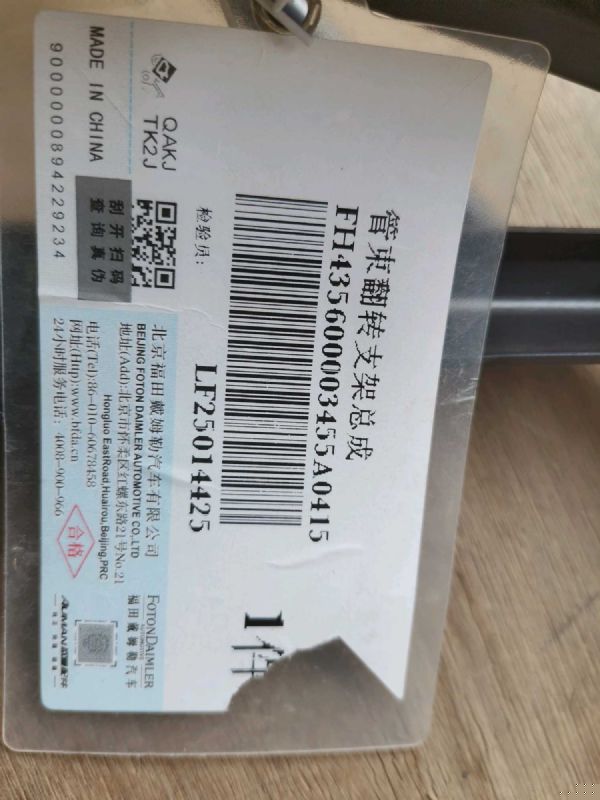 管束翻转支架总成
FH4356000003455A0415
LF25014425
1件
检验员:
QAKJ
TK2J
刮开扫码
查询真伪
MADE IN CHINA
9000000894229234
北京福田戴姆勒汽车有限公司
BEIJING FOTON DAIMLER AUTOMOTIVE CO.,LTD
地址(Add):北京市怀柔区红螺东路21号No.21
Hongluo EastRoad,Huairou,Beijing,PRC
电话(Tel):86-010-60678458
网址(Http):www.bfda.cn
24小时服务电话: 4008-900-966
合格
FOTONDAIMLER
AUTOMOTIVE
福田戴姆勒汽车